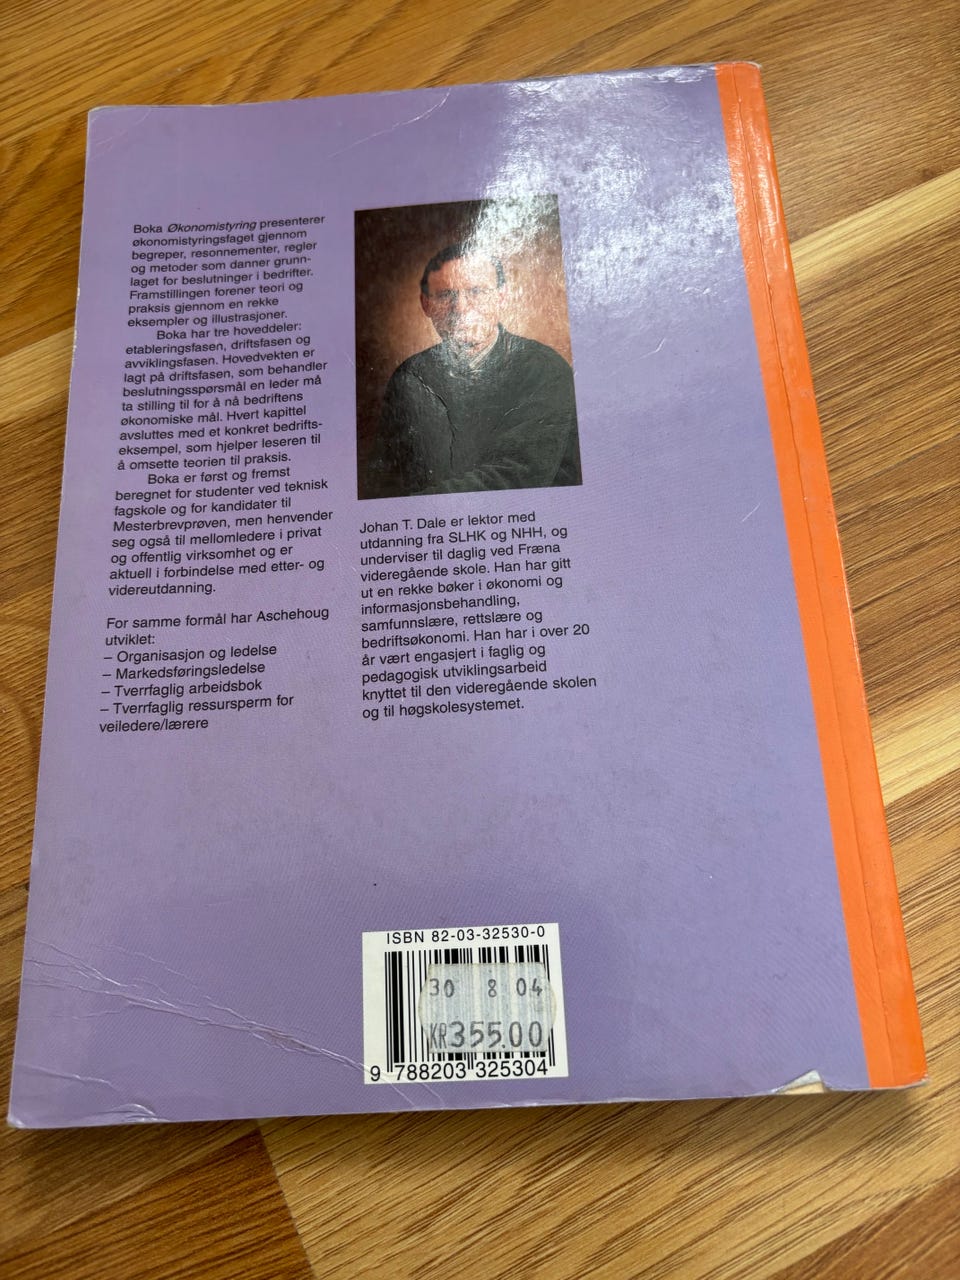 Boka Økonomistyring presenterer
økonomistyringsfaget gjennom
begreper, resonnementer, regler
og metoder som danner grunn-
laget for beslutninger i bedrifter.
Framstillingen forener teori og
praksis gjennom en rekke
eksempler og illustrasjoner.
Boka har tre hoveddeler:
etableringsfasen, driftsfasen og
avviklingsfasen. Hovedvekten er
lagt på driftsfasen, som behandler
beslutningsspørsmål en leder må
ta stilling til for å nå bedriftens
økonomiske mål. Hvert kapittel
avsluttes med et konkret bedrifts-
eksempel, som hjelper leseren til
å omsette teorien til praksis.
Boka er først og fremst
beregnet for studenter ved teknisk
fagskole og for kandidater til
Mesterbrevprøven, men henvender
seg også til mellomledere i privat
og offentlig virksomhet og er
aktuell i forbindelse med etter- og
videreutdanning.
For samme formål har Aschehoug
utviklet:
– Organisasjon og ledelse
– Markedsføringsledelse
– Tverrfaglig arbeidsbok
– Tverrfaglig ressursperm for
veiledere/lærere
Johan T. Dale er lektor med
utdanning fra SLHK og NHH, og
underviser til daglig ved Fræna
videregående skole. Han har gitt
ut en rekke bøker i økonomi og
informasjonsbehandling,
samfunnslære, rettslære og
bedriftsøkonomi. Han har i over 20
år vært engasjert i faglig og
pedagogisk utviklingsarbeid
knyttet til den videregående skolen
og til høgskolesystemet.
ISBN 82-03-32530-0
30 8 04
KR355.00
9 788203 325304